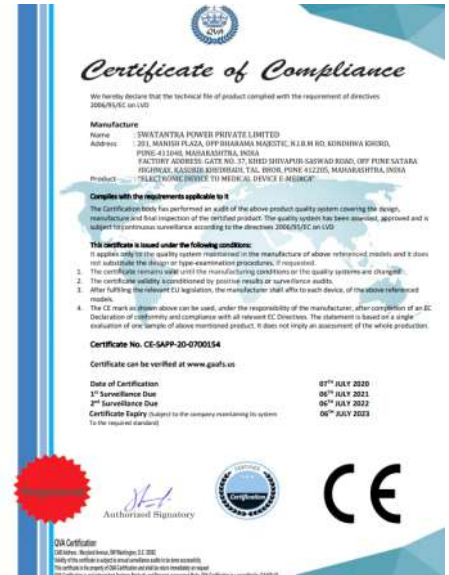 QVA
Certificate of Compliance
We hereby declare that the technical file of product complied with the requirement of directives
2006/95/EC on LVD
Manufacture
Name : SWATANTRA POWER PRIVATE LIMITED
Address : 201, MANISH PLAZA, OPP DHARAMA MAJESTIC, N.I.B.M RO, KONDHWA KHURD,
PUNE-411048, MAHARASHTRA, INDIA
FACTORY ADDRESS: GATE NO. 37, KHED SHIVAPUR-SASWAD ROAD, OFF PUNE SATARA
HIGHWAY, KASURDI KHEDEBARE, TAL. BHOR, PUNE 412205, MAHARASHTRA, INDIA
Product : "ELECTRONIC DEVICE TO MEDICAL DEVICE E-MEDICA"
Complies with the requirements applicable to it
The Certification body has performed an audit of the above product quality system covering the design,
manufacture and final inspection of the certified product. The quality system has been assessed, approved and is
subject to continuous surveillance according to the directives 2006/95/EC on LVD
This certificate is issued under the following conditions:
It applies only to the quality system maintained in the manufacture of above referenced models and it does
not substitute the design or type-examination procedures, if requested.
1. The certificate remains valid until the manufacturing conditions or the quality systems are changed.
2. The certificate validity is conditioned by positive results or surveillance audits.
3. After fulfilling the relevant EU legislation, the manufacturer shall affix to each device, of the above referenced
models.
4. The CE mark as shown above can be used, under the responsibility of the manufacturer, after completion of an EC
Declaration of conformity and compliance with all relevant EC Directives. The statement is based on a single
evaluation of one sample of above mentioned product. It does not imply an assessment of the whole production.
Certificate No. CE-SAPP-20-0700154
Certificate can be verified at www.gaafs.us
Date of Certification 07TH JULY 2020
1st Surveillance Due 06TH JULY 2021
2nd Surveillance Due 06TH JULY 2022
Certificate Expiry (Subject to the company maintaining its system 06TH JULY 2023
To the required standard)
Registered
Authorized Signatory
Certification
CE
QVA Certification